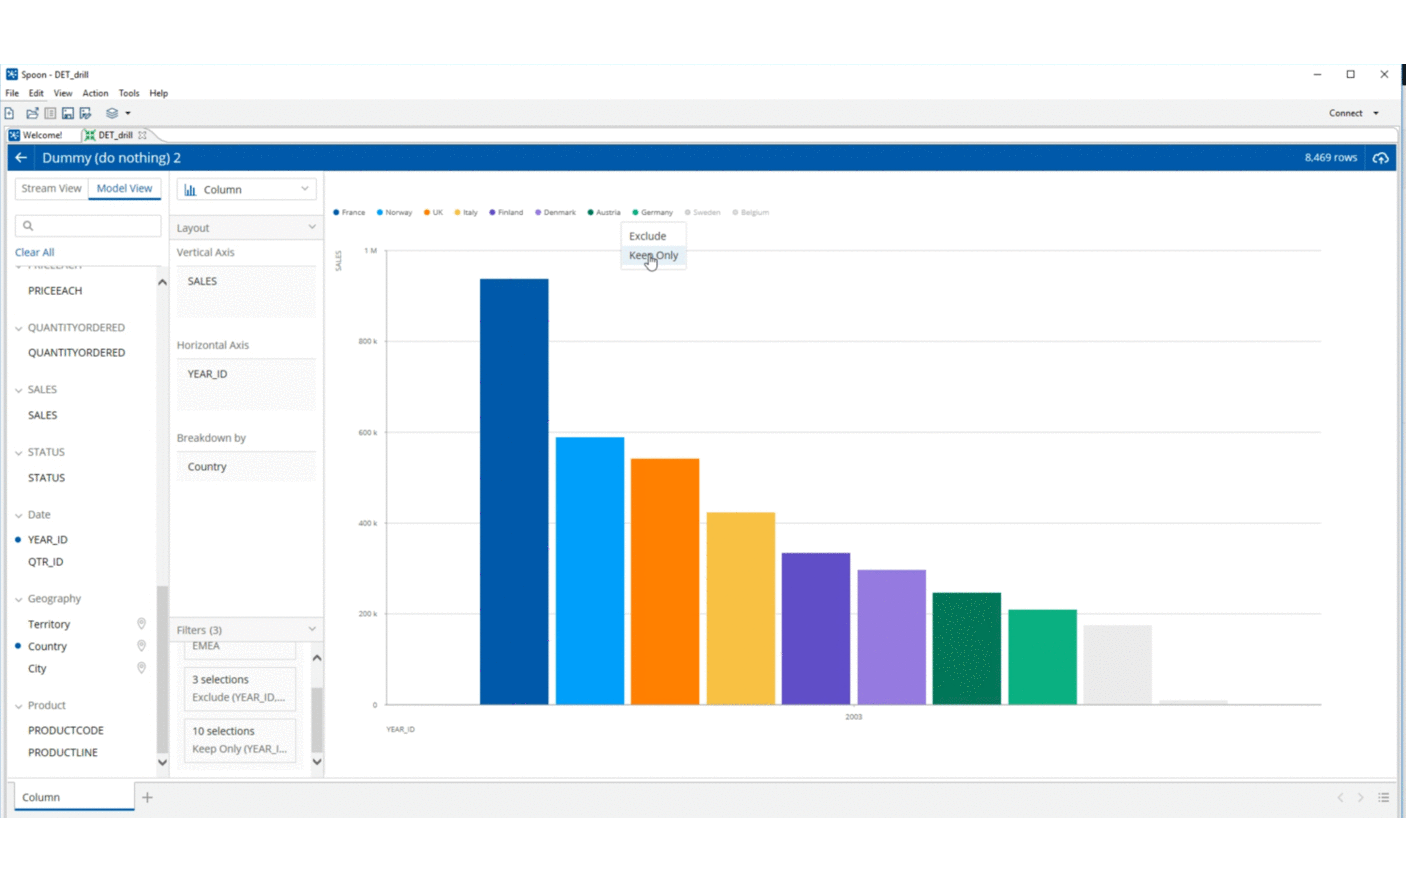 Spoon - DET_drill
File Edit View Action Tools Help
Connect
Welcome! DET_drill
Dummy (do nothing) 2
8,469 rows
Stream View Model View
Clear All
PRICEEACH
PRICEEACH
QUANTITYORDERED
QUANTITYORDERED
SALES
SALES
STATUS
STATUS
Date
YEAR_ID
QTR_ID
Geography
Territory
Country
City
Product
PRODUCTCODE
PRODUCTLINE
Column
Layout
Vertical Axis
SALES
Horizontal Axis
YEAR_ID
Breakdown by
Country
Filters (3)
EMEA
3 selections
Exclude (YEAR_ID,...
10 selections
Keep Only (YEAR_I...
France Norway UK Italy Finland Denmark Austria Germany Sweden Belgium
Exclude
Keep Only
SALES
1 M
800 k
600 k
400 k
200 k
0
2003
YEAR_ID
Column